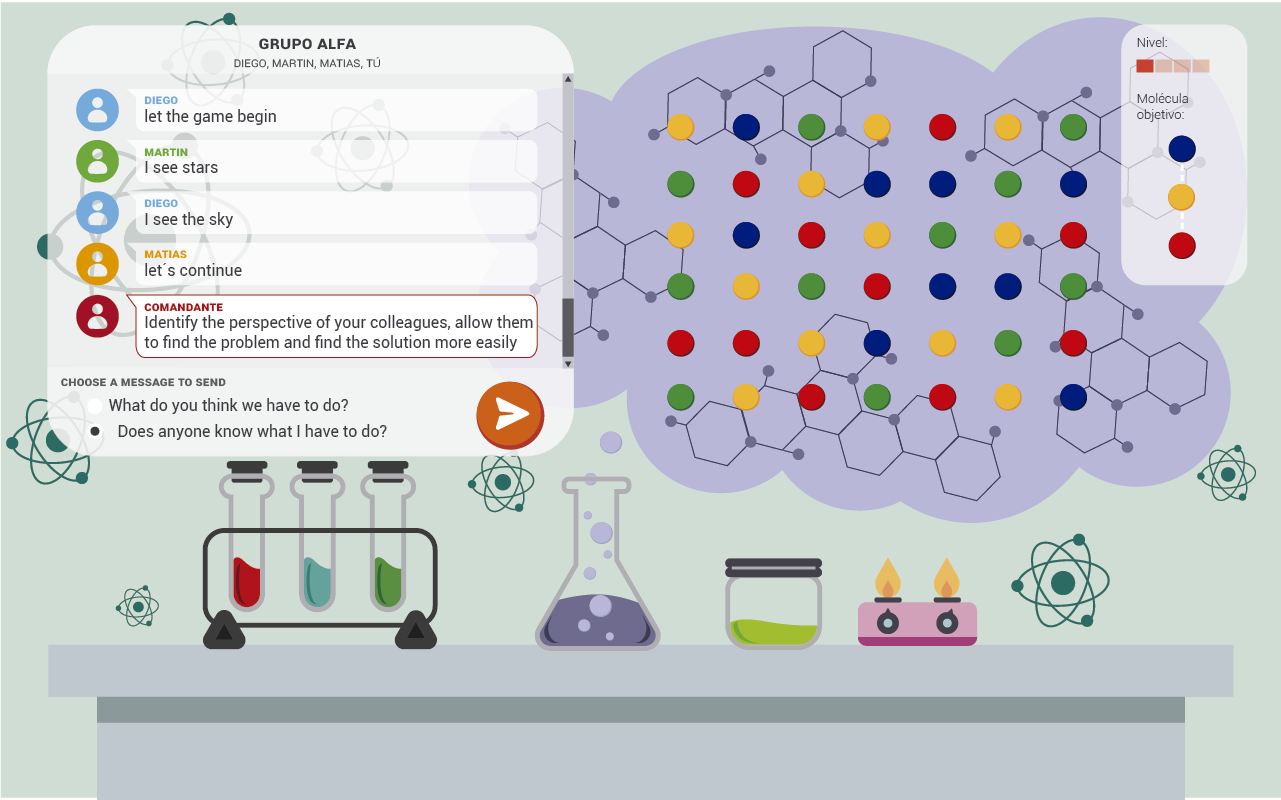 GRUPO ALFA
DIEGO, MARTIN, MATIAS, TÚ
DIEGO
let the game begin
MARTIN
I see stars
DIEGO
I see the sky
MATIAS
let´s continue
COMANDANTE
Identify the perspective of your colleagues, allow them
to find the problem and find the solution more easily
CHOOSE A MESSAGE TO SEND
What do you think we have to do?
Does anyone know what I have to do?
Nivel:
Molécula
objetivo: